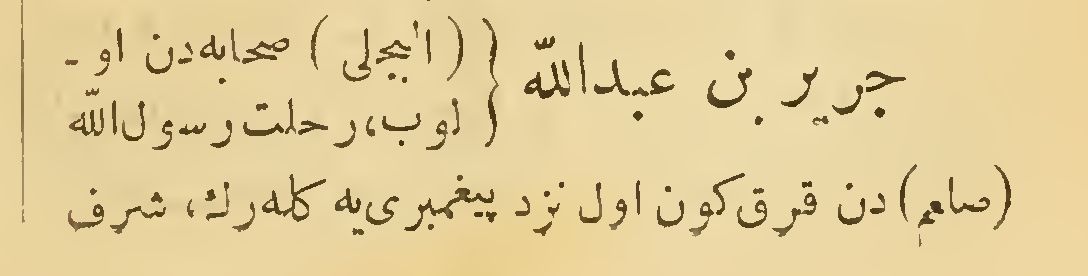 جرير بن عبدالله { ( البجلى ) صحابه‌دن او -
لوب، رحلت رسول‌الله
(صلعم) دن قرق كون اول نزد پيغمبرى‌يه كله‌رك، شرف